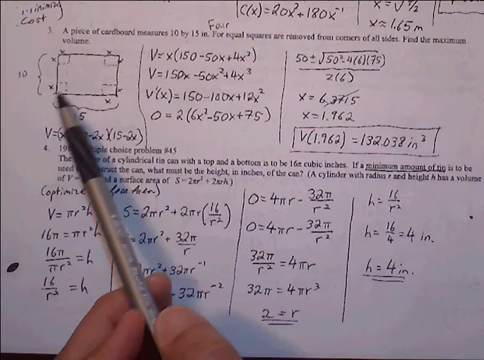 Minimize
Cost
C(x) = 20x² + 180x⁻¹
x = √9/2
x ≈ 1.65 m
Four
3. A piece of cardboard measures 10 by 15 in. For equal squares are removed from corners of all sides. Find the maximum
volume.
x x
x x
10
x x
x
5
V=(x 0-2x)(15-2x)
V = x(150-50x+4x²)
V = 150x-50x²+4x³
V'(x) = 150-100x+12x²
0 = 2(6x²-50x+75)
50 ± √50²-4(6)(75)
2(6)
x = 6.3715
x = 1.962
V(1.962) = 132.038 in³
4. 19 multiple choice problem #45
The of a cylindrical tin can with a top and a bottom is to be 16π cubic inches. If a minimum amount of tin is to be
used struct the can, what must be the height, in inches, of the can? (A cylinder with radius r and height h has a volume
of V and a surface area of S = 2πr² + 2πrh)
(optimize face Area)
V = πr²h
16π = πr²h
16π/πr² = h
16/r² = h
S = 2πr² + 2πr(16/r²)
= 2πr² + 32π/r
πr² + 32πr⁻¹
- 32πr⁻²
0 = 4πr - 32π/r²
0 = 4πr - 32π/r²
32π/r² = 4πr
32π = 4πr³
2 = r
h = 16/r²
h = 16/4 = 4 in.
h = 4 in.